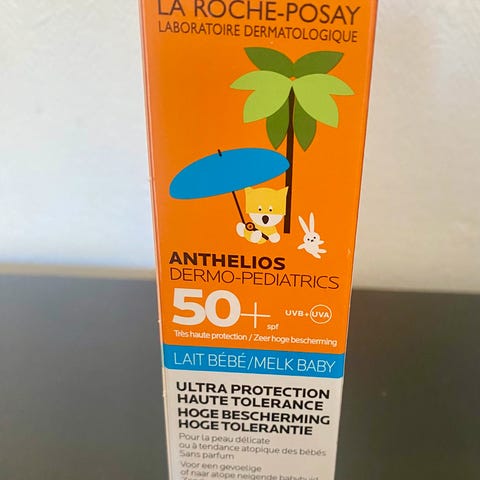 LA ROCHE-POSAY
LABORATOIRE DERMATOLOGIQUE
ANTHELIOS
DERMO-PEDIATRICS
50+ spf UVB+UVA
Très haute protection / Zeer hoge bescherming
LAIT BÉBÉ/MELK BABY
ULTRA PROTECTION
HAUTE TOLERANCE
HOGE BESCHERMING
HOGE TOLERANTIE
Pour la peau délicate
ou à tendance atopique des bébés
Sans parfum
Voor een gevoelige
of naar atopie neigende babyhuid